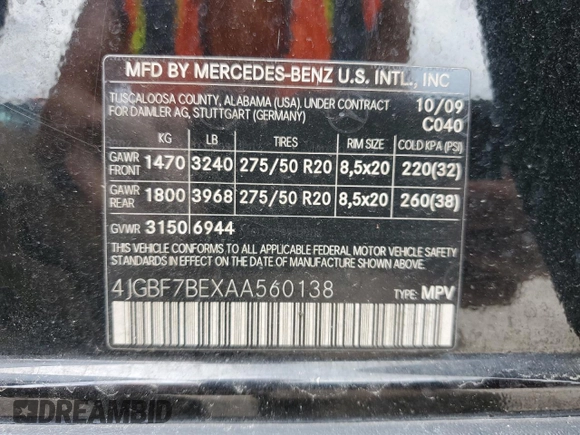 MFD BY MERCEDES-BENZ U.S. INTL., INC
TUSCALOOSA COUNTY, ALABAMA (USA), UNDER CONTRACT 10/09
FOR DAIMLER AG, STUTTGART (GERMANY) C040
KG LB TIRES RIM SIZE COLD KPA (PSI)
GAWR FRONT 1470 3240 275/50 R20 8,5x20 220(32)
GAWR REAR 1800 3968 275/50 R20 8,5x20 260(38)
GVWR 3150 6944
THIS VEHICLE CONFORMS TO ALL APPLICABLE FEDERAL MOTOR VEHICLE SAFETY
STANDARDS IN EFFECT ON THE DATE OF MANUFACTURE SHOWN ABOVE.
4JGBF7BEXAA560138 TYPE: MPV
DREAMBID